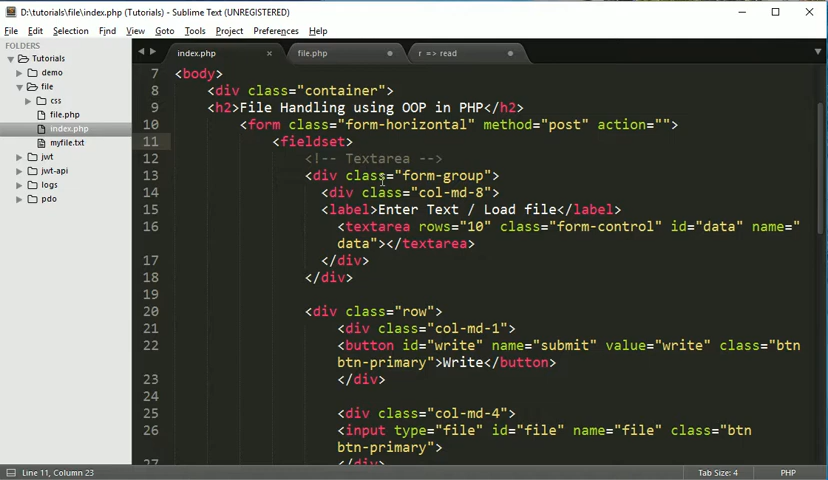 D:\tutorials\file\index.php (Tutorials) - Sublime Text (UNREGISTERED)
File Edit Selection Find View Goto Tools Project Preferences Help
FOLDERS
Tutorials
demo
file
css
file.php
index.php
myfile.txt
jwt
jwt-api
logs
pdo
index.php
file.php
r => read
7 <body>
8 <div class="container">
9 <h2>File Handling using OOP in PHP</h2>
10 <form class="form-horizontal" method="post" action="">
11 <fieldset>
12 <!-- Textarea -->
13 <div class="form-group">
14 <div class="col-md-8">
15 <label>Enter Text / Load file</label>
16 <textarea rows="10" class="form-control" id="data" name="
data"></textarea>
17 </div>
18 </div>
19
20 <div class="row">
21 <div class="col-md-1">
22 <button id="write" name="submit" value="write" class="btn
btn-primary">Write</button>
23 </div>
24
25 <div class="col-md-4">
26 <input type="file" id="file" name="file" class="btn
btn-primary">
27 </div>
Line 11, Column 23
Tab Size: 4
PHP